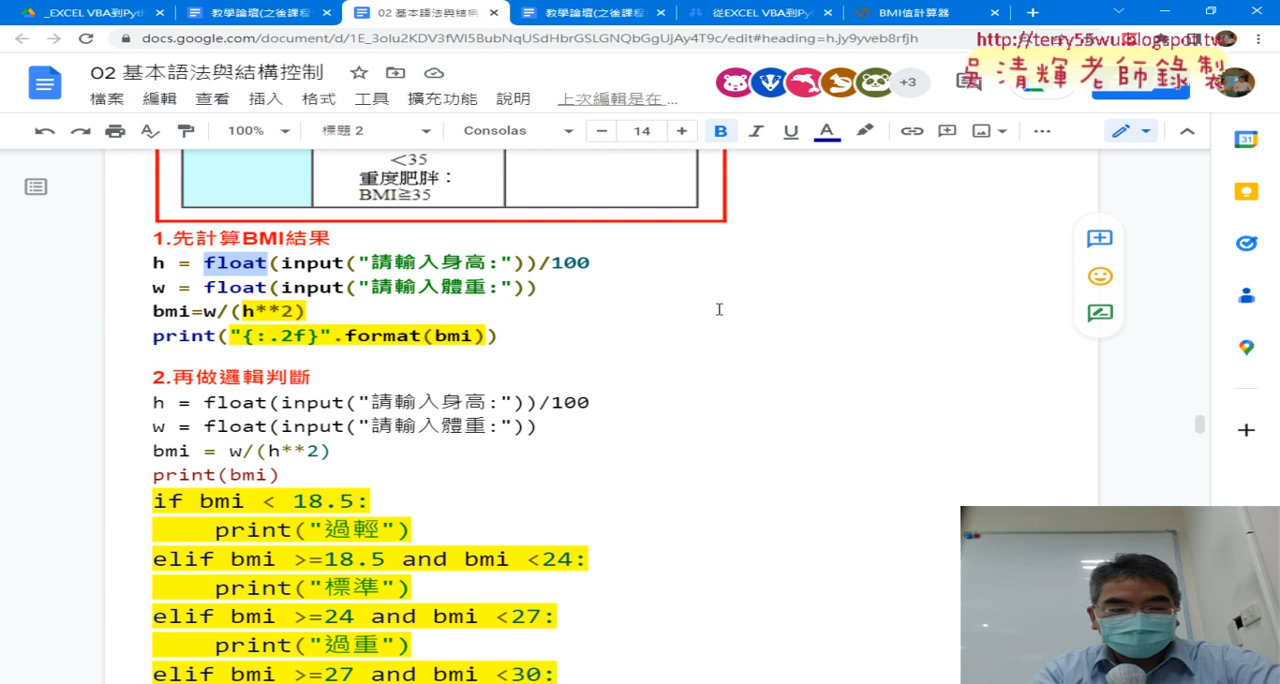 _EXCEL VBA到Pyth
教學論壇(之後課程
02 基本語法與結構
教學論壇(之後課程
從EXCEL VBA到Py
BMI值計算器
docs.google.com/document/d/1E_3olu2KDV3fWI5BubNqUSdHbrGSLGNQbGgUjAy4T9c/edit#heading=h.jy9yveb8rfjh
吳清輝老師錄製
02 基本語法與結構控制
檔案 編輯 查看 插入 格式 工具 擴充功能 說明 上次編輯是在 ...
+3
100% 標題 2 Consolas 14 B I U A
<35
重度肥胖：
BMI≧35
1.先計算BMI結果
h = float(input("請輸入身高:"))/100
w = float(input("請輸入體重:"))
bmi=w/(h**2)
print("{:.2f}".format(bmi))
2.再做邏輯判斷
h = float(input("請輸入身高:"))/100
w = float(input("請輸入體重:"))
bmi = w/(h**2)
print(bmi)
if bmi < 18.5:
print("過輕")
elif bmi >=18.5 and bmi <24:
print("標準")
elif bmi >=24 and bmi <27:
print("過重")
elif bmi >=27 and bmi <30:
31